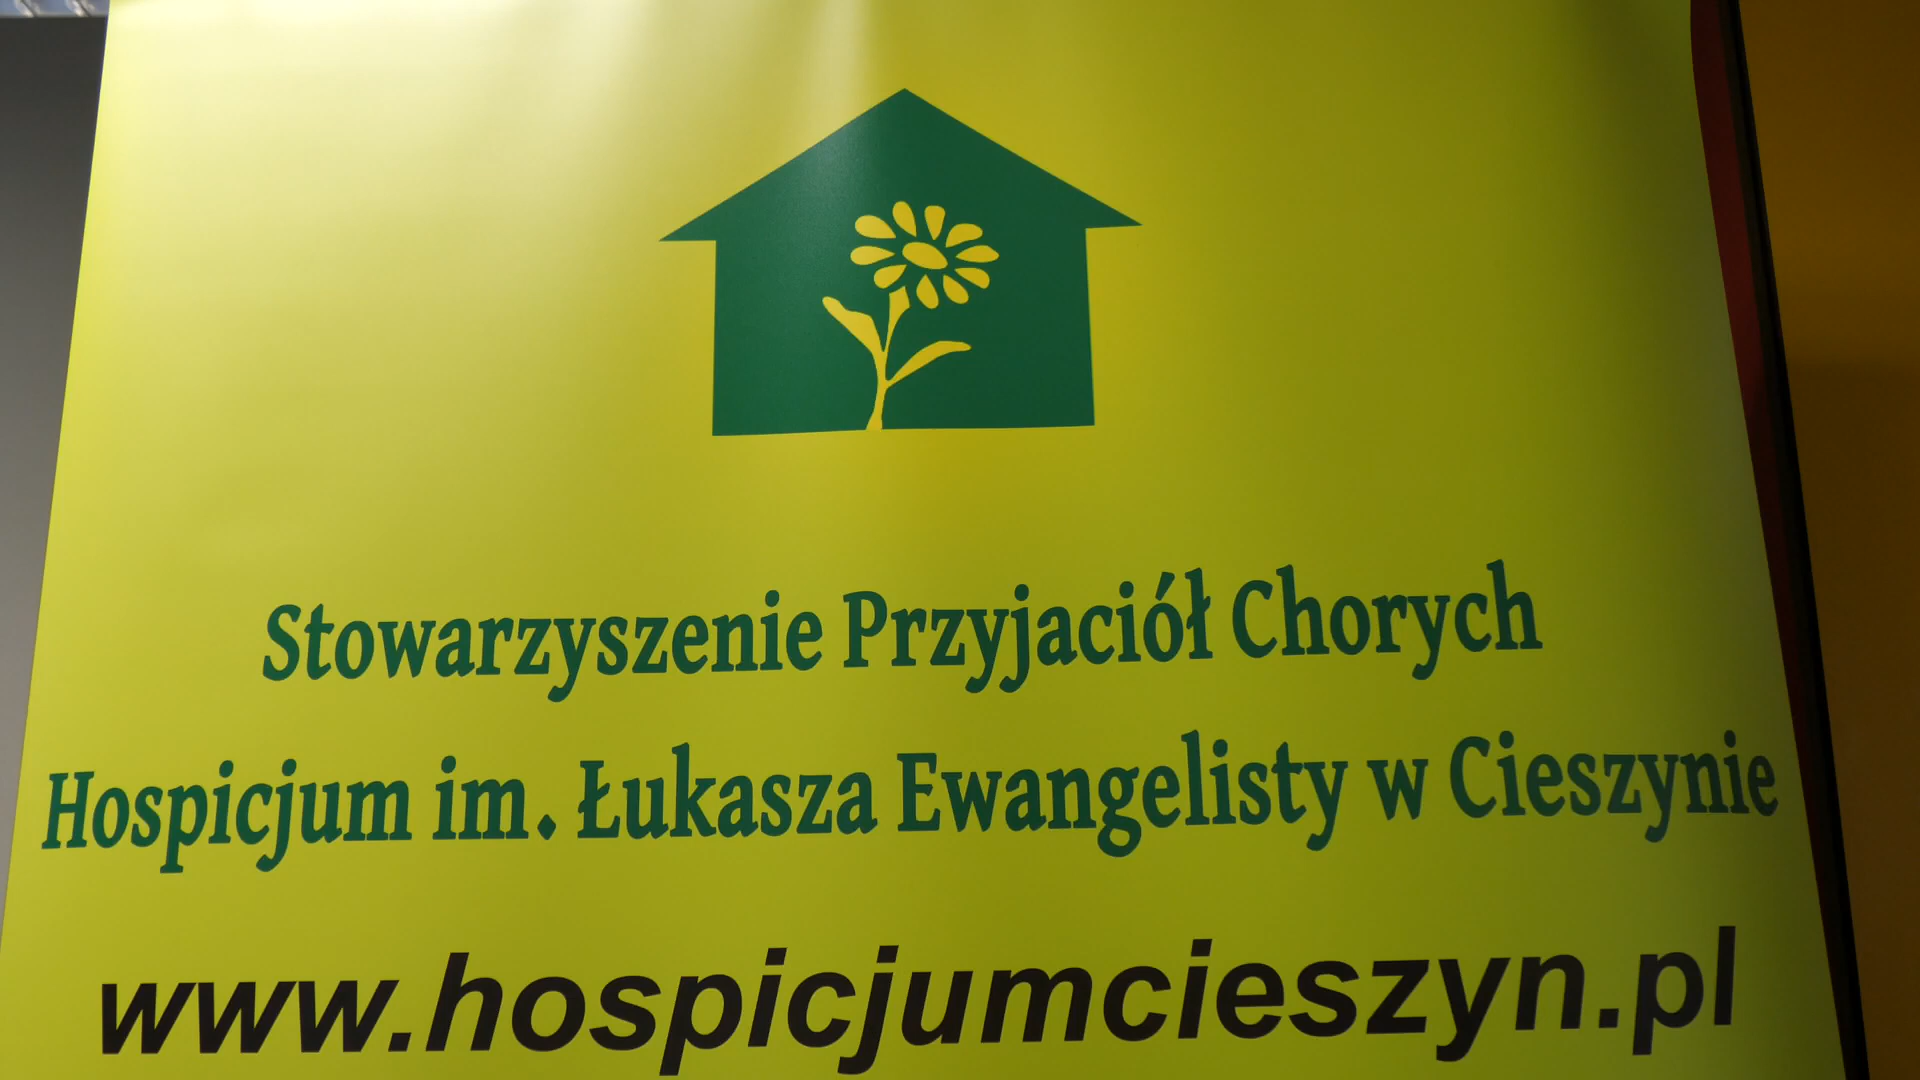 Stowarzyszenie Przyjaciół Chorych
Hospicjum im. Łukasza Ewangelisty w Cieszynie
www.hospicjumcieszyn.pl